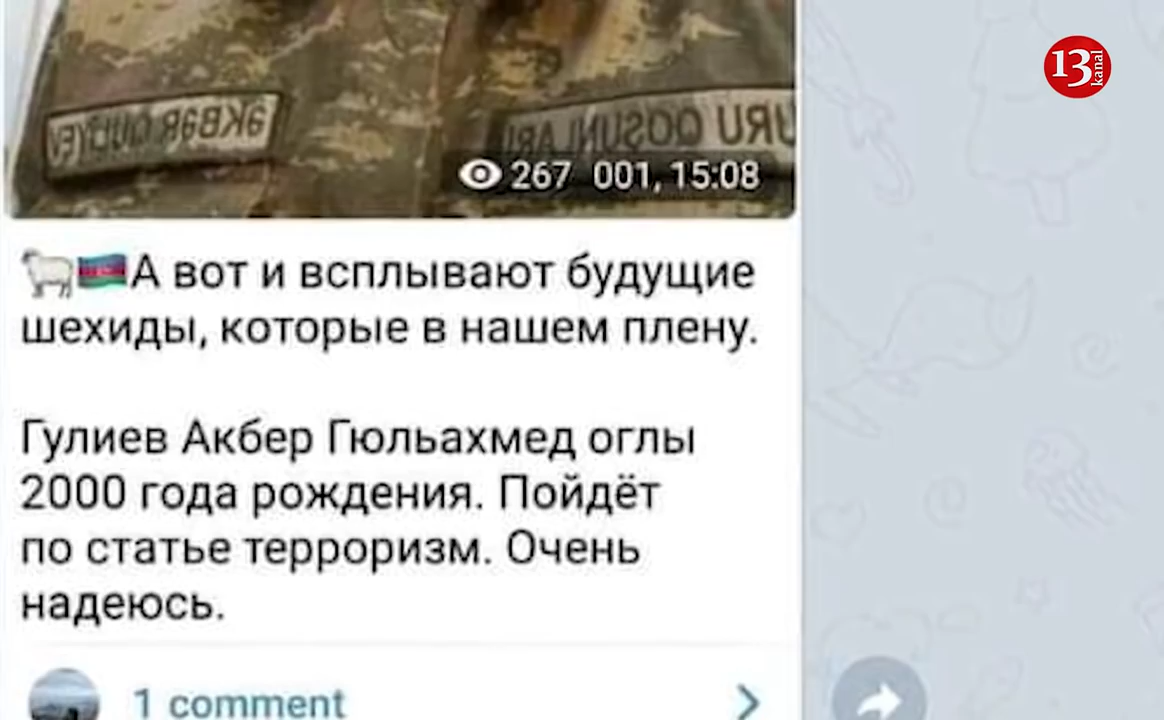 13
kanal
ƏKBƏR QULIYEV
QURU QOŞUNLARI
267 001, 15:08
🐑🇦🇿А вот и всплывают будущие
шехиды, которые в нашем плену.
Гулиев Акбер Гюльахмед оглы
2000 года рождения. Пойдёт
по статье терроризм. Очень
надеюсь.
1 comment